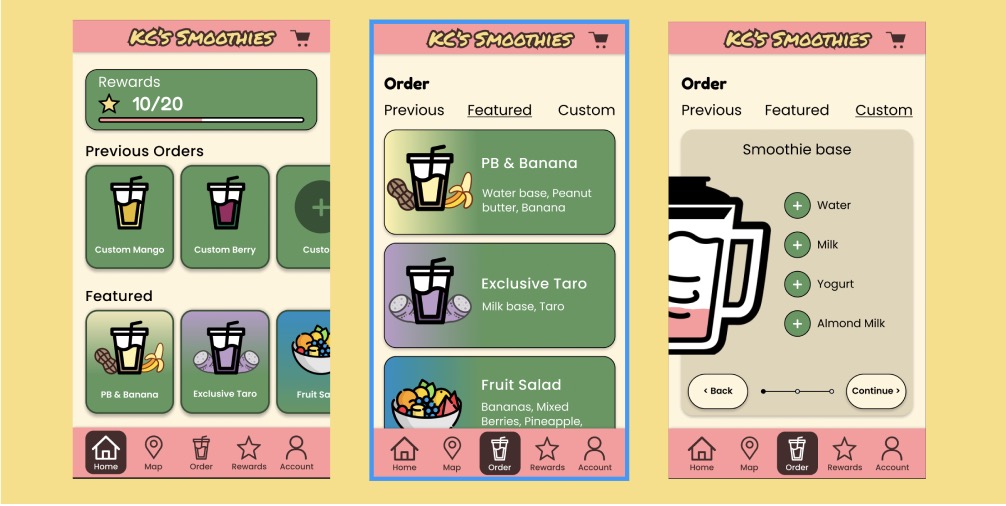 KC's Smoothies
Rewards
10/20
Previous Orders
Custom Mango
Custom Berry
Custo
Featured
PB & Banana
Exclusive Taro
Fruit Sa
Home
Map
Order
Rewards
Account
KC's Smoothies
Order
Previous
Featured
Custom
PB & Banana
Water base, Peanut
butter, Banana
Exclusive Taro
Milk base, Taro
Fruit Salad
Bananas, Mixed
Berries, Pineapple,
Home
Map
Order
Rewards
Account
KC's Smoothies
Order
Previous
Featured
Custom
Smoothie base
Water
Milk
Yogurt
Almond Milk
< Back
Continue >
Home
Map
Order
Rewards
Account